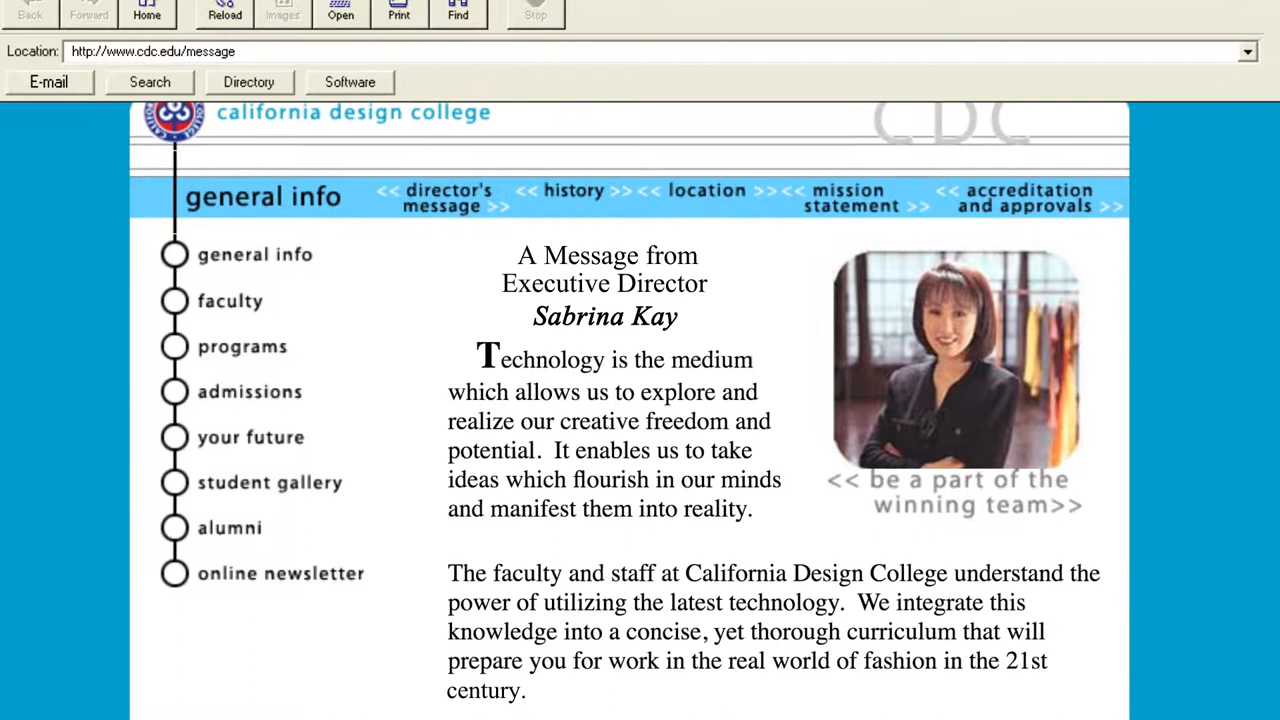 Back Forward Home Reload Images Open Print Find Stop
Location: http://www.cdc.edu/message
E-mail Search Directory Software
california design college
CDC
general info << director's message >> << history >> << location >> << mission statement >> << accreditation and approvals >>
general info
faculty
programs
admissions
your future
student gallery
alumni
online newsletter
A Message from
Executive Director
Sabrina Kay
Technology is the medium
which allows us to explore and
realize our creative freedom and
potential. It enables us to take
ideas which flourish in our minds
and manifest them into reality.
<< be a part of the
winning team>>
The faculty and staff at California Design College understand the
power of utilizing the latest technology. We integrate this
knowledge into a concise, yet thorough curriculum that will
prepare you for work in the real world of fashion in the 21st
century.